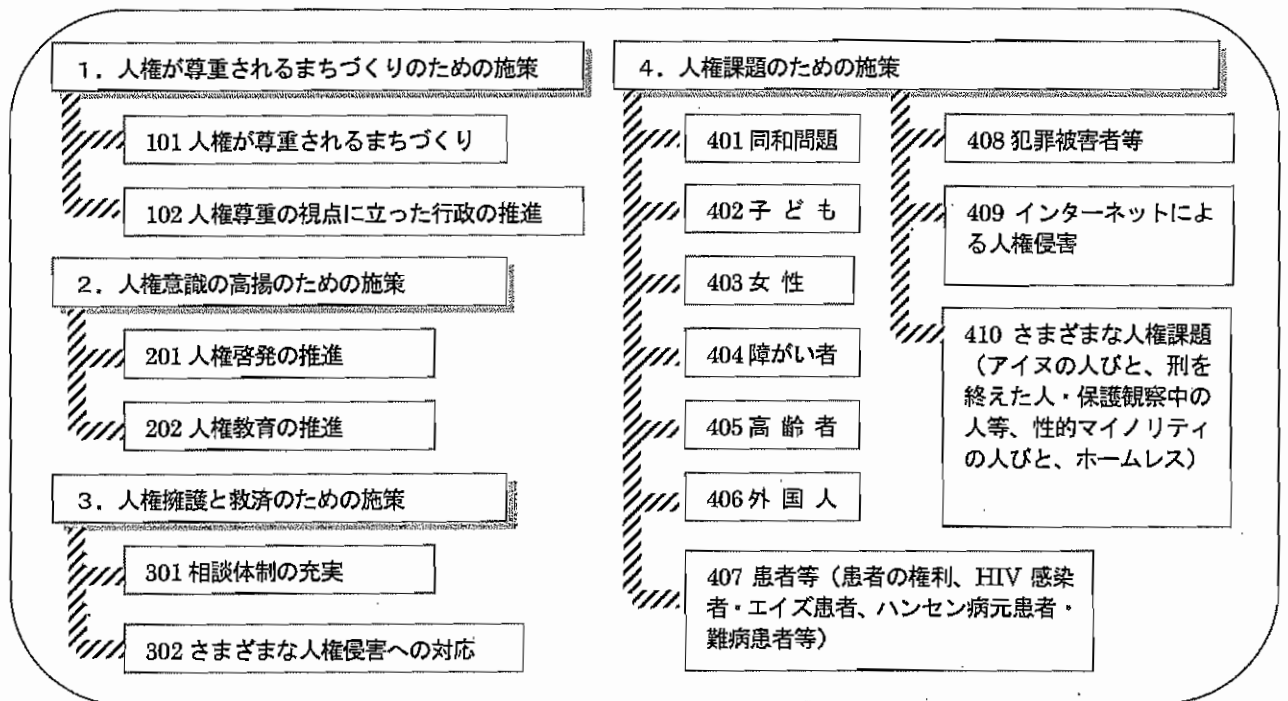 1．人権が尊重されるまちづくりのための施策
101 人権が尊重されるまちづくり
102 人権尊重の視点に立った行政の推進
2．人権意識の高揚のための施策
201 人権啓発の推進
202 人権教育の推進
3．人権擁護と救済のための施策
301 相談体制の充実
302 さまざまな人権侵害への対応
4．人権課題のための施策
401 同和問題
402 子 ど も
403 女 性
404 障がい者
405 高 齢 者
406 外 国 人
407 患者等（患者の権利、HIV 感染
者・エイズ患者、ハンセン病元患者・
難病患者等）
408 犯罪被害者等
409 インターネットによ
る人権侵害
410 さまざまな人権課題
（アイヌの人びと、刑を
終えた人・保護観察中の
人等、性的マイノリティ
の人びと、ホームレス）